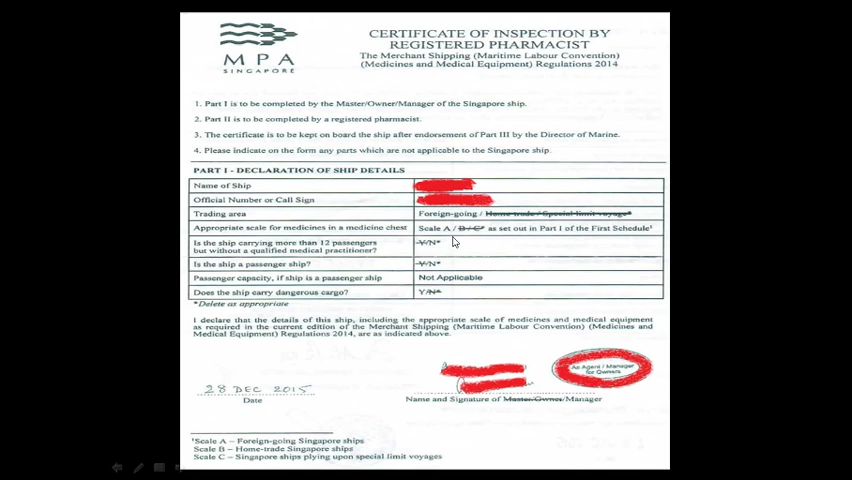 MPA
SINGAPORE
CERTIFICATE OF INSPECTION BY
REGISTERED PHARMACIST
The Merchant Shipping (Maritime Labour Convention)
(Medicines and Medical Equipment) Regulations 2014
1. Part I is to be completed by the Master/Owner/Manager of the Singapore ship.
2. Part II is to be completed by a registered pharmacist.
3. The certificate is to be kept on board the ship after endorsement of Part III by the Director of Marine.
4. Please indicate on the form any parts which are not applicable to the Singapore ship.
PART I - DECLARATION OF SHIP DETAILS
Name of Ship
Official Number or Call Sign
Trading area Foreign-going / Home-trade / Special limit voyage*
Appropriate scale for medicines in a medicine chest Scale A / B / C* as set out in Part I of the First Schedule¹
Is the ship carrying more than 12 passengers
but without a qualified medical practitioner? Y/N*
Is the ship a passenger ship? Y/N*
Passenger capacity, if ship is a passenger ship Not Applicable
Does the ship carry dangerous cargo? Y/N*
*Delete as appropriate
I declare that the details of this ship, including the appropriate scale of medicines and medical equipment
as required in the current edition of the Merchant Shipping (Maritime Labour Convention) (Medicines and
Medical Equipment) Regulations 2014, are as indicated above.
As Agent / Manager
for Owners
28 DEC 2015
Date
Name and Signature of Master/Owner/Manager
¹Scale A – Foreign-going Singapore ships
Scale B – Home-trade Singapore ships
Scale C – Singapore ships plying upon special limit voyages